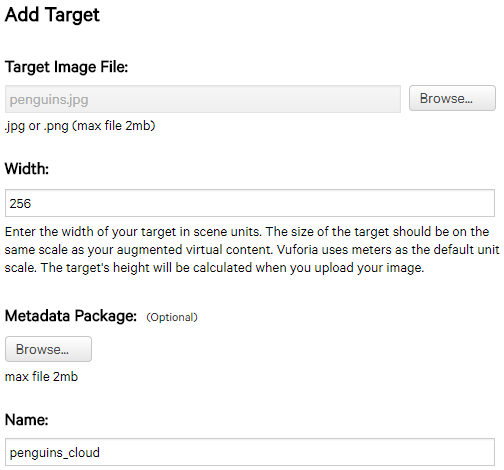 Add Target
Target Image File:
penguins.jpg
Browse...
.jpg or .png (max file 2mb)
Width:
256
Enter the width of your target in scene units. The size of the target should be on the
same scale as your augmented virtual content. Vuforia uses meters as the default unit
scale. The target's height will be calculated when you upload your image.
Metadata Package: (Optional)
Browse...
max file 2mb
Name:
penguins_cloud